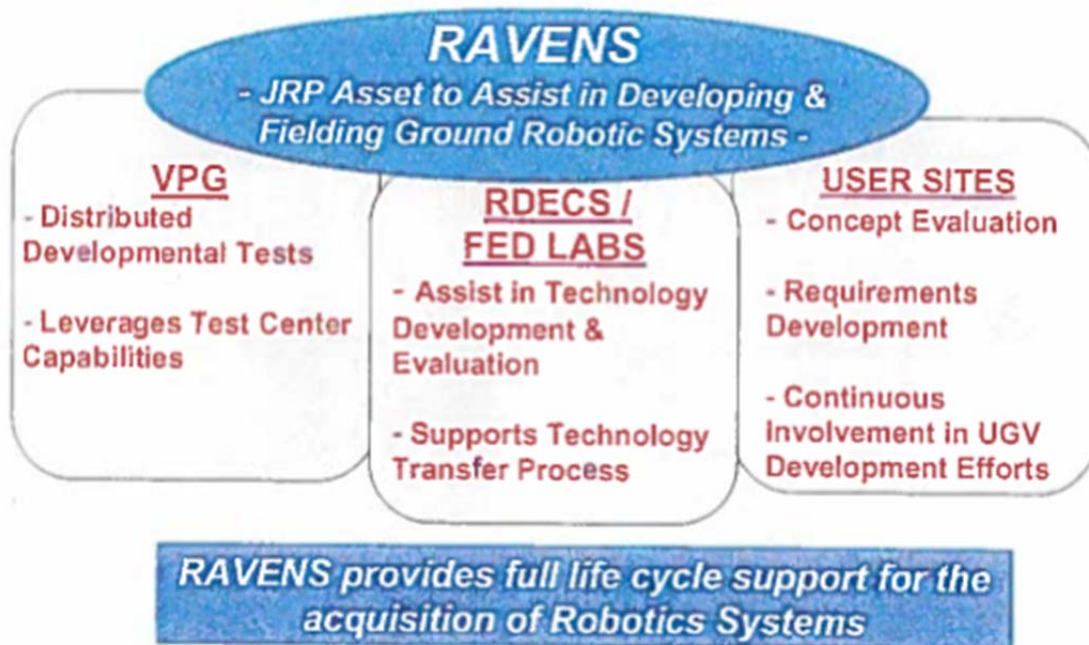 RAVENS
- JRP Asset to Assist in Developing &
Fielding Ground Robotic Systems -
VPG
- Distributed
Developmental Tests
- Leverages Test Center
Capabilities
RDECS /
FED LABS
- Assist in Technology
Development &
Evaluation
- Supports Technology
Transfer Process
USER SITES
- Concept Evaluation
- Requirements
Development
- Continuous
Involvement in UGV
Development Efforts
RAVENS provides full life cycle support for the
acquisition of Robotics Systems